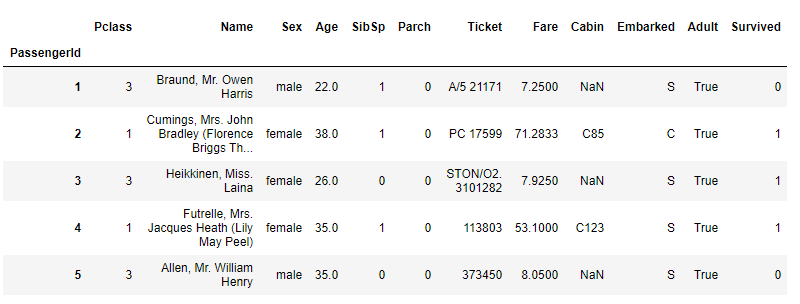 Pclass Name Sex Age SibSp Parch Ticket Fare Cabin Embarked Adult Survived
PassengerId
1 3 Braund, Mr. Owen Harris male 22.0 1 0 A/5 21171 7.2500 NaN S True 0
2 1 Cumings, Mrs. John Bradley (Florence Briggs Th... female 38.0 1 0 PC 17599 71.2833 C85 C True 1
3 3 Heikkinen, Miss. Laina female 26.0 0 0 STON/O2. 3101282 7.9250 NaN S True 1
4 1 Futrelle, Mrs. Jacques Heath (Lily May Peel) female 35.0 1 0 113803 53.1000 C123 S True 1
5 3 Allen, Mr. William Henry male 35.0 0 0 373450 8.0500 NaN S True 0